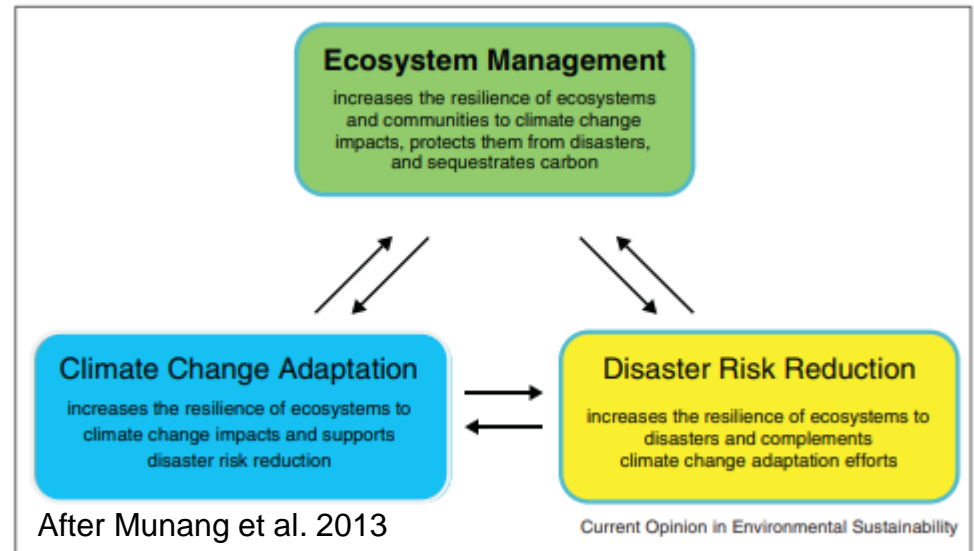 Ecosystem Management
increases the resilience of ecosystems
and communities to climate change
impacts, protects them from disasters,
and sequestrates carbon
Climate Change Adaptation
increases the resilience of ecosystems to
climate change impacts and supports
disaster risk reduction
Disaster Risk Reduction
increases the resilience of ecosystems to
disasters and complements
climate change adaptation efforts
After Munang et al. 2013
Current Opinion in Environmental Sustainability